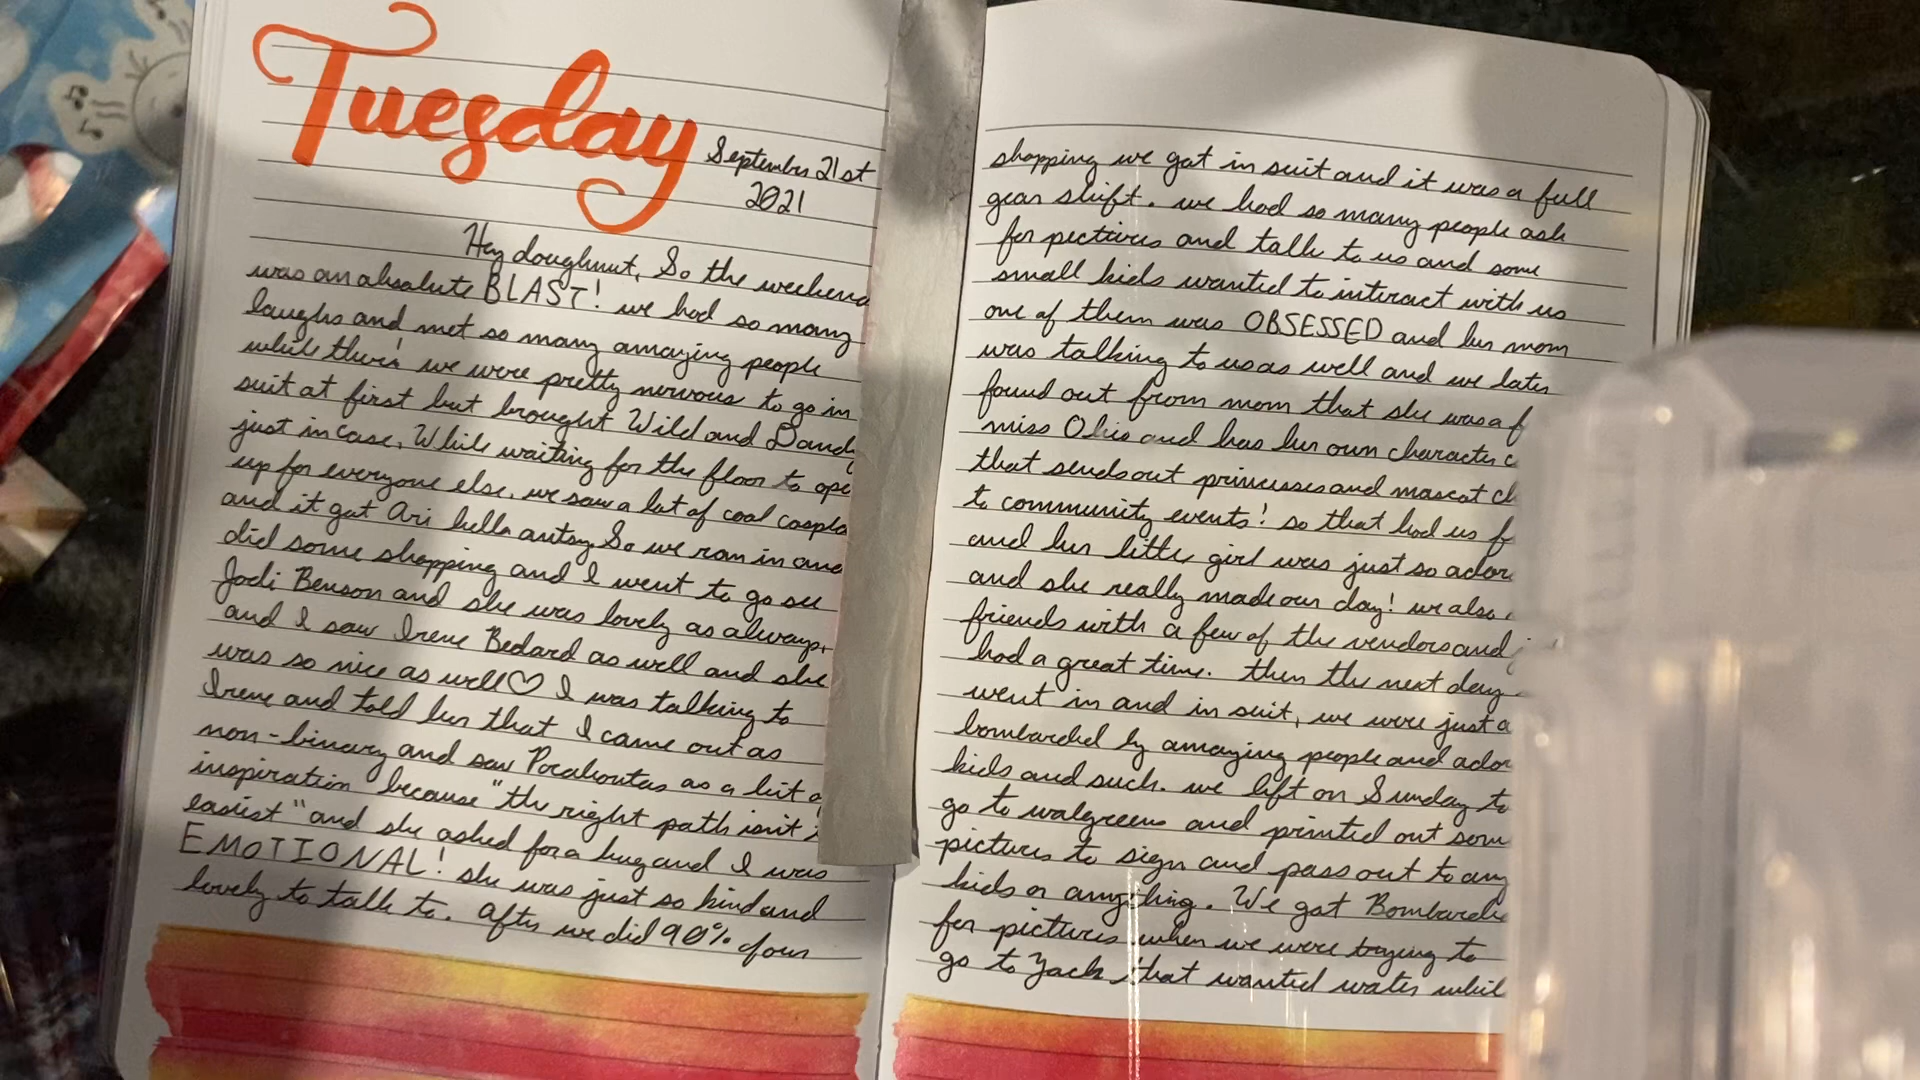 Tuesday
September 21st
2021
Hey doughnut, So the weekend
was an absolute BLAST! we had so many
laughs and met so many amazing people
while there! we were pretty nervous to go in
suit at first but brought Wild and Dandy
just in case. While waiting for the floor to ope
up for everyone else, we saw a lot of cool cospla
and it got Ari hella antsy So we ran in and
did some shopping and I went to go see
Jodi Benson and she was lovely as always,
and I saw Irene Bedard as well and she
was so nice as well♡ I was talking to
Irene and told her that I came out as
non-binary and saw Pocahontas as a bit o
inspiration because "the right path isn't
easiest" and she asked for a hug and I was
EMOTIONAL! she was just so kind and
lovely to talk to. After we did 90% of our
shopping we got in suit and it was a full
gear shift. we had so many people ask
for pectures and talk to us and some
small kids wanted to interact with us
one of them was OBSESSED and her mom
was talking to us as well and we later
found out from mom that she was a f
miss Ohio and has her own character c
that sends out princesses and mascot ch
to community events! so that had us f
and her little girl was just so ador
and she really made our day! we also
friends with a few of the vendors and j
had a great time. then the next day
went in and in suit, we were just a
bombarded by amazing people and ador
kids and such. we left on Sunday to
go to walgreens and printed out som
pictures to sign and pass out to any
kids or anything. We got Bombarde
for pictures when we were trying to
go to Zack that wanted water whil